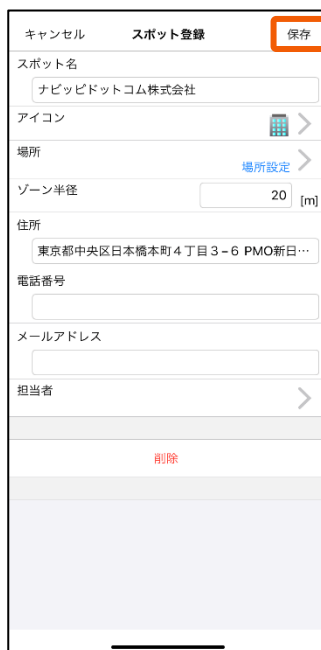 キャンセル スポット登録 保存
スポット名
ナビッピドットコム株式会社
アイコン
場所
場所設定
ゾーン半径
20 [m]
住所
東京都中央区日本橋本町4丁目3−6 PMO新日…
電話番号
メールアドレス
担当者
削除